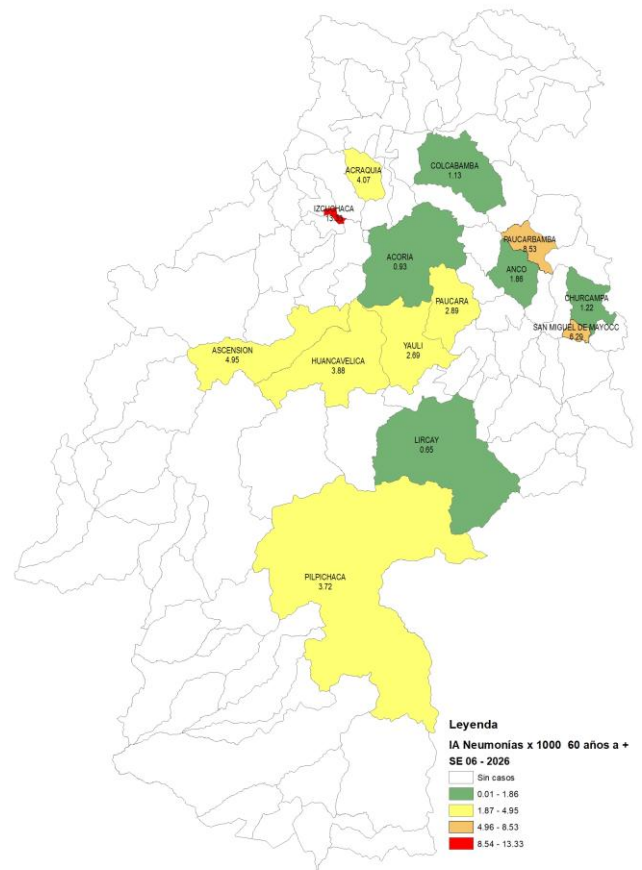 COLCABAMBA
1.13
ACRAQUIA
4.07
IZCUCHACA
PAUCARBAMBA
8.53
ACORIA
0.93
ANCO
1.86
CHURCAMPA
1.22
PAUCARA
2.89
SAN MIGUEL DE MAYOCC
6.29
ASCENSION
4.95
HUANCAVELICA
3.88
YAULI
2.69
LIRCAY
0.65
PILPICHACA
3.72
Leyenda
IA Neumonías x 1000 60 años a +
SE 06 - 2026
Sin casos
0.01 - 1.86
1.87 - 4.95
4.96 - 8.53
8.54 - 13.33